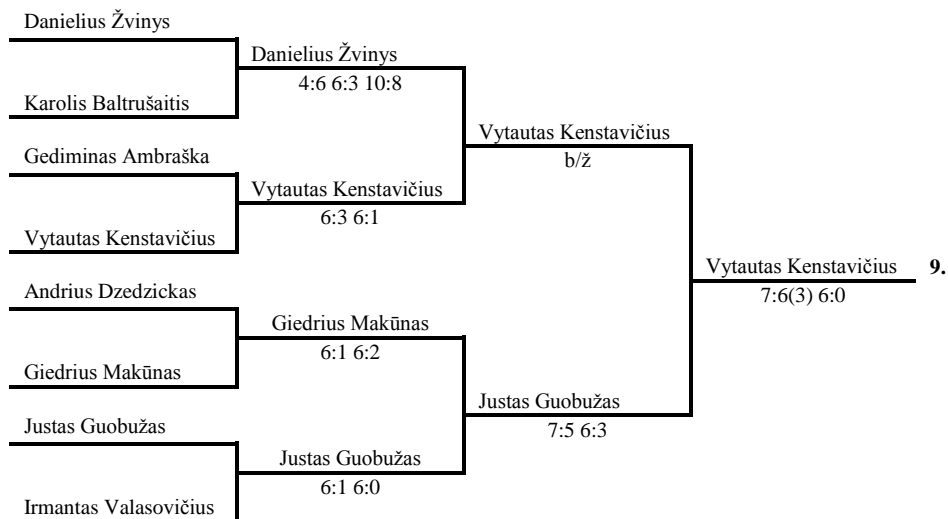 Danielius Žvinys
Danielius Žvinys
4:6 6:3 10:8
Karolis Baltrušaitis
Vytautas Kenstavičius
b/ž
Gediminas Ambraška
Vytautas Kenstavičius
6:3 6:1
Vytautas Kenstavičius
Vytautas Kenstavičius 9.
7:6(3) 6:0
Andrius Dzedzickas
Giedrius Makūnas
6:1 6:2
Giedrius Makūnas
Justas Guobužas
7:5 6:3
Justas Guobužas
Justas Guobužas
6:1 6:0
Irmantas Valasovičius